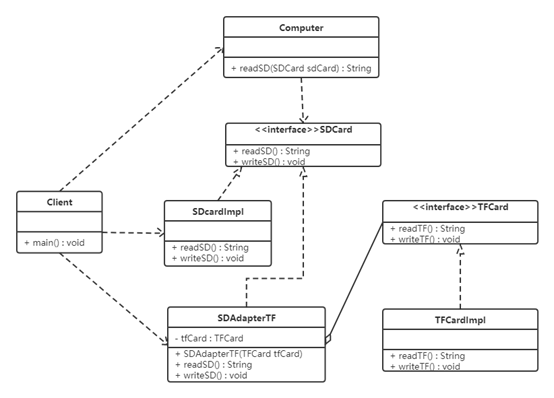 Computer
+ readSD(SDCard sdCard) : String
<<interface>>SDCard
+ readSD() : String
+ writeSD() : void
Client
+ main() : void
SDcardImpl
+ readSD() : String
+ writeSD() : void
<<interface>>TFCard
+ readTF() : String
+ writeTF() : void
SDAdapterTF
- tfCard : TFCard
+ SDAdapterTF(TFCard tfCard)
+ readSD() : String
+ writeSD() : void
TFCardImpl
+ readTF() : String
+ writeTF() : void